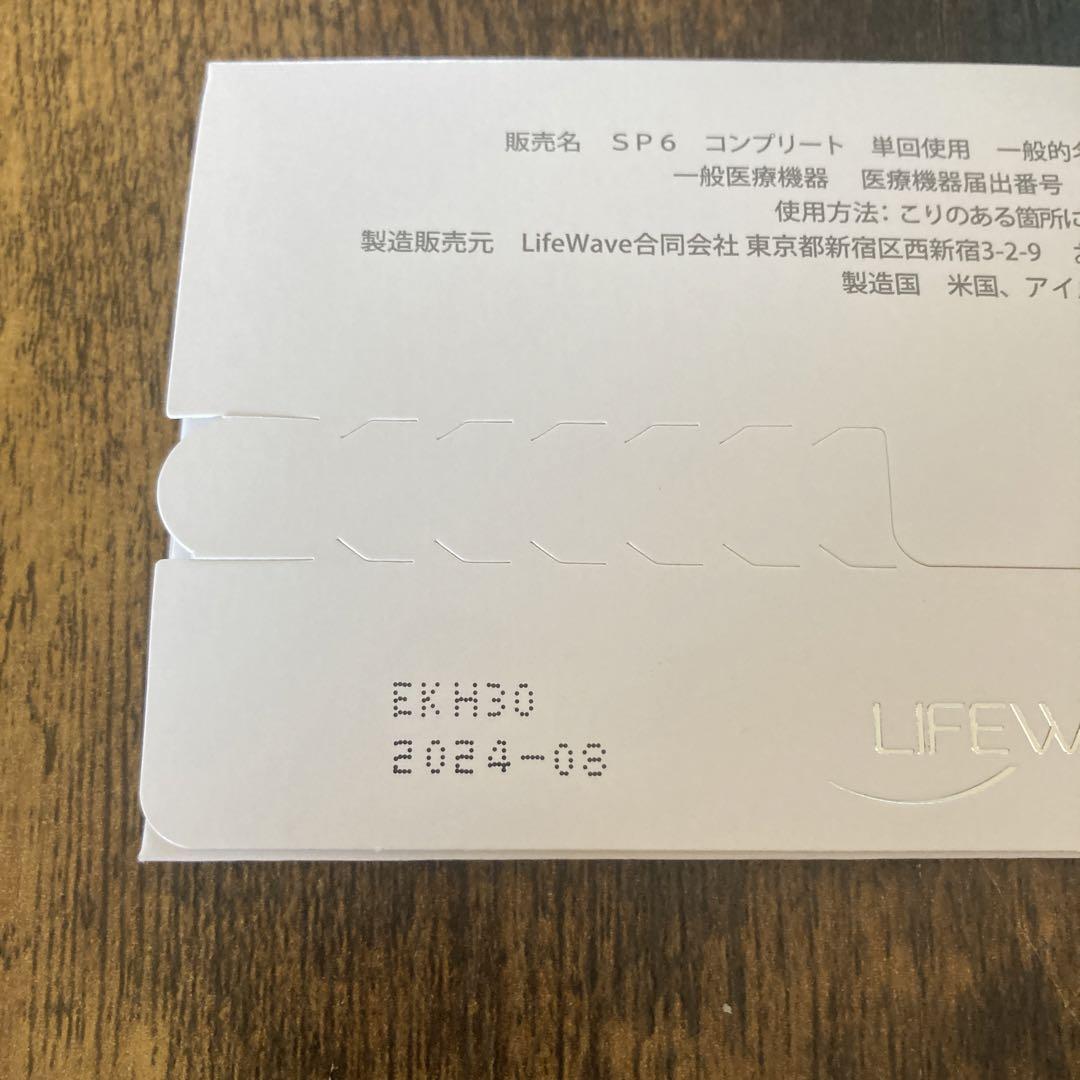 販売名　ＳＰ６　コンプリート　単回使用　一般的
一般医療機器　医療機器届出番号
使用方法：こりのある箇所に
製造販売元　LifeWave合同会社 東京都新宿区西新宿3-2-9　お
製造国　米国、アイ
EKH30
2024-08
LIFEW